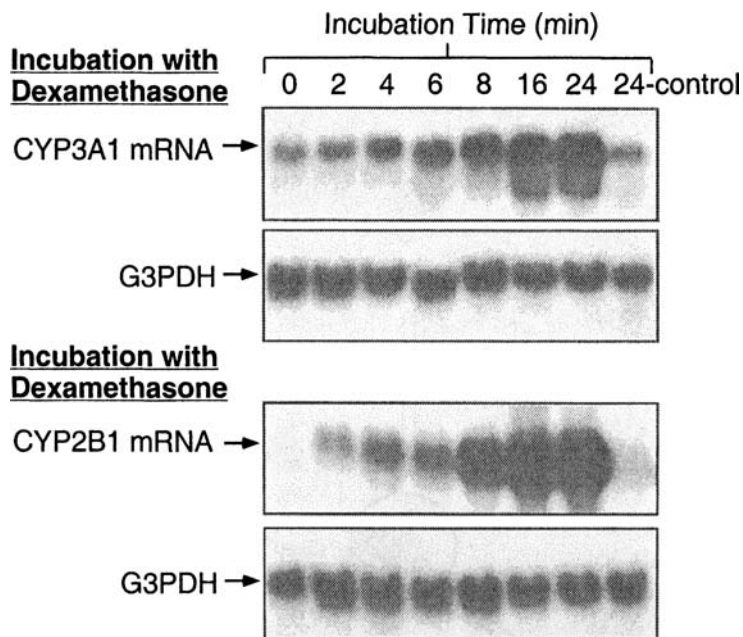 Incubation Time (min)
Incubation with
Dexamethasone
0 2 4 6 8 16 24 24-control
CYP3A1 mRNA
G3PDH
Incubation with
Dexamethasone
CYP2B1 mRNA
G3PDH